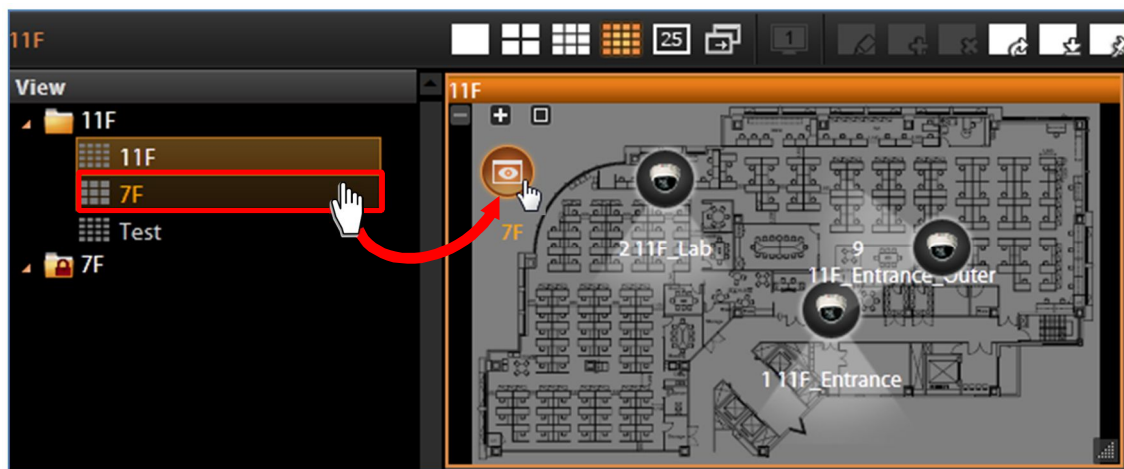 11F
25
1
View
11F
11F
11F
7F
Test
7F
7F
2 11F_Lab
9
11F_Entrance_Outer
1 11F_Entrance